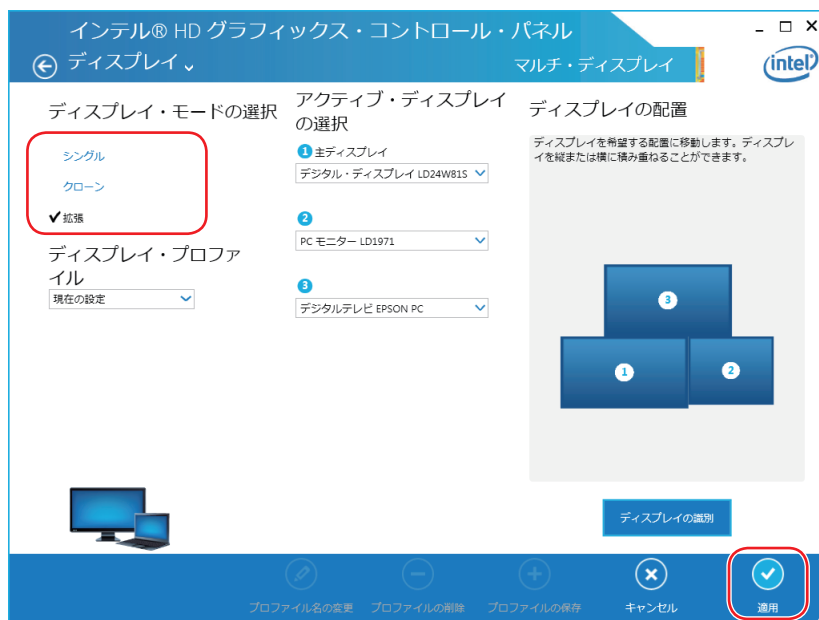 インテル® HD グラフィックス・コントロール・パネル
ディスプレイ
マルチ・ディスプレイ
intel
ディスプレイ・モードの選択
シングル
クローン
拡張
ディスプレイ・プロファ
イル
現在の設定
アクティブ・ディスプレイ
の選択
1 主ディスプレイ
デジタル・ディスプレイ LD24W81S
2
PC モニター LD1971
3
デジタルテレビ EPSON PC
ディスプレイの配置
ディスプレイを希望する配置に移動します。ディスプレ
イを縦または横に積み重ねることができます。
3
1
2
ディスプレイの識別
プロファイル名の変更
プロファイルの削除
プロファイルの保存
キャンセル
適用